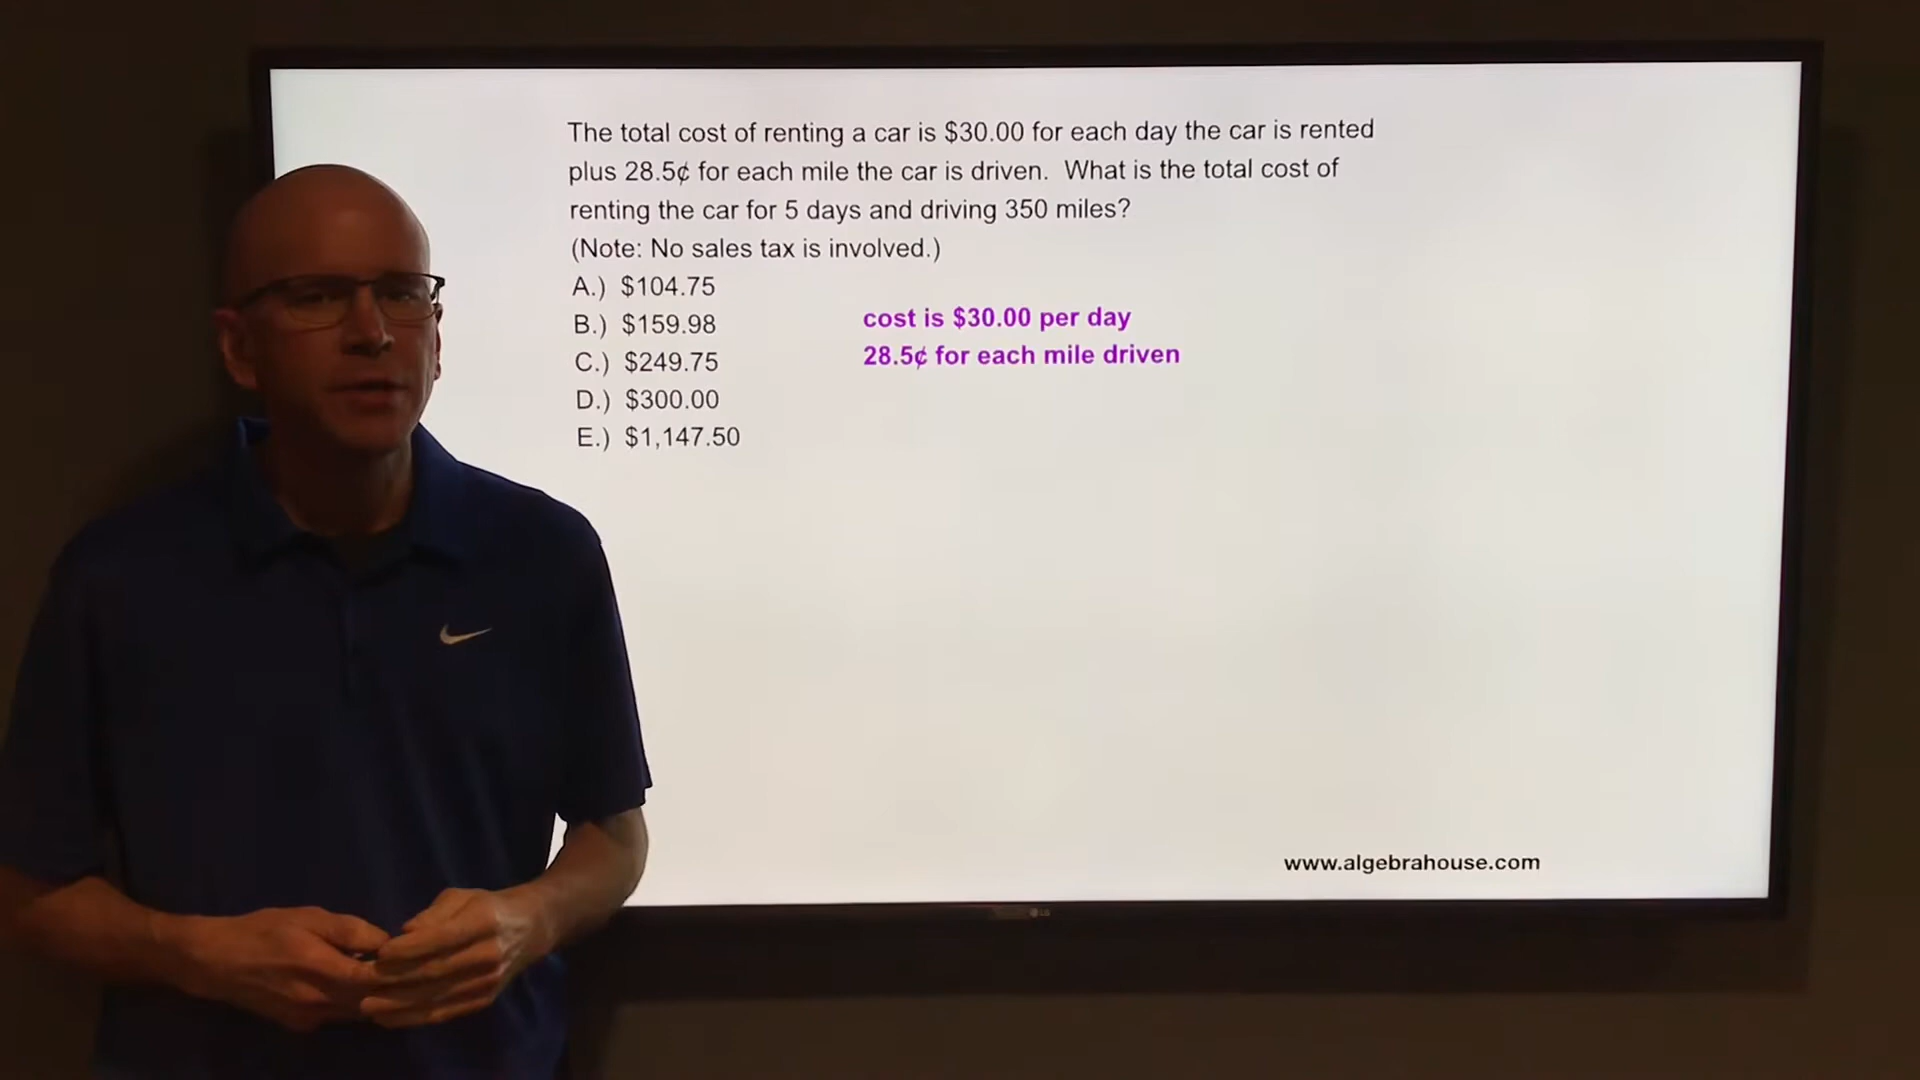 The total cost of renting a car is $30.00 for each day the car is rented
plus 28.5¢ for each mile the car is driven. What is the total cost of
renting the car for 5 days and driving 350 miles?
(Note: No sales tax is involved.)
A.) $104.75
B.) $159.98
C.) $249.75
D.) $300.00
E.) $1,147.50
cost is $30.00 per day
28.5¢ for each mile driven
www.algebrahouse.com
LG